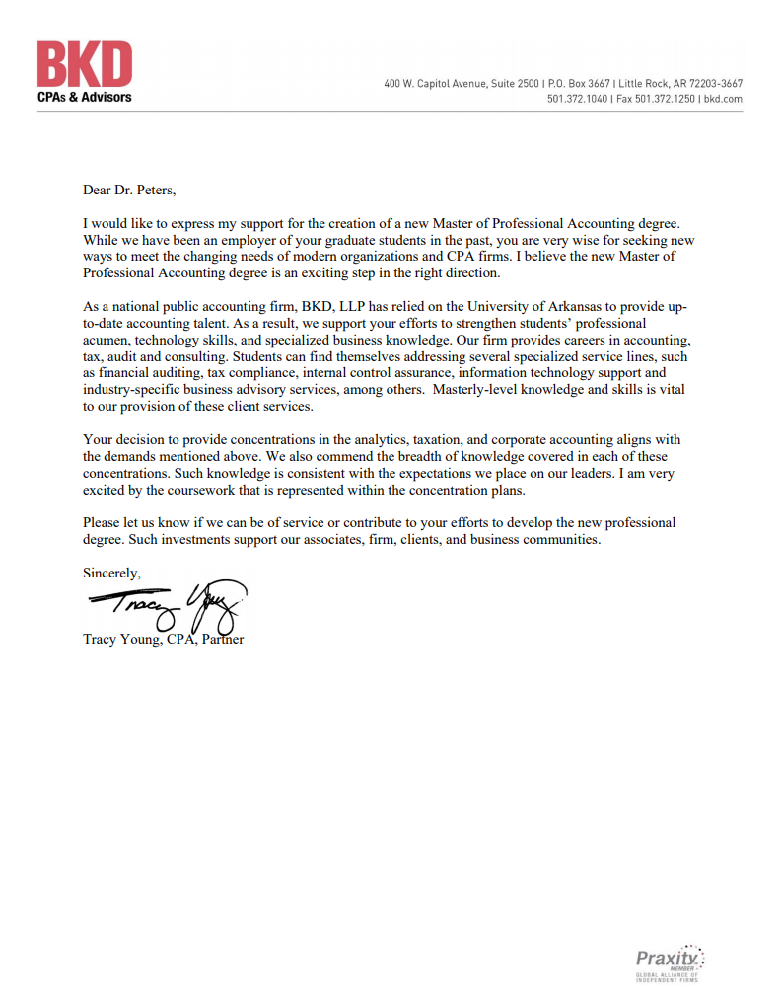 BKD
CPAs & Advisors
400 W. Capitol Avenue, Suite 2500 | P.O. Box 3667 | Little Rock, AR 72203-3667
501.372.1040 | Fax 501.372.1250 | bkd.com
Dear Dr. Peters,
I would like to express my support for the creation of a new Master of Professional Accounting degree.
While we have been an employer of your graduate students in the past, you are very wise for seeking new
ways to meet the changing needs of modern organizations and CPA firms. I believe the new Master of
Professional Accounting degree is an exciting step in the right direction.
As a national public accounting firm, BKD, LLP has relied on the University of Arkansas to provide up-
to-date accounting talent. As a result, we support your efforts to strengthen students’ professional
acumen, technology skills, and specialized business knowledge. Our firm provides careers in accounting,
tax, audit and consulting. Students can find themselves addressing several specialized service lines, such
as financial auditing, tax compliance, internal control assurance, information technology support and
industry-specific business advisory services, among others.  Masterly-level knowledge and skills is vital
to our provision of these client services.
Your decision to provide concentrations in the analytics, taxation, and corporate accounting aligns with
the demands mentioned above. We also commend the breadth of knowledge covered in each of these
concentrations. Such knowledge is consistent with the expectations we place on our leaders. I am very
excited by the coursework that is represented within the concentration plans.
Please let us know if we can be of service or contribute to your efforts to develop the new professional
degree. Such investments support our associates, firm, clients, and business communities.
Sincerely,
Tracy Young
Tracy Young, CPA, Partner
Praxity
MEMBER
GLOBAL ALLIANCE OF
INDEPENDENT FIRMS